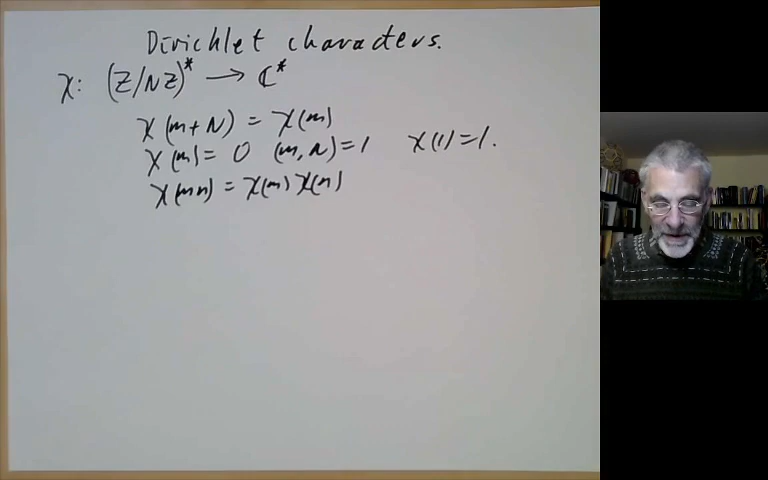 Dirichlet characters.
χ: (Z/NZ)* → ℂ*
χ(m+N) = χ(m)
χ(m) = 0 (m,N)=1 χ(1)=1.
χ(mn) = χ(m) χ(n)